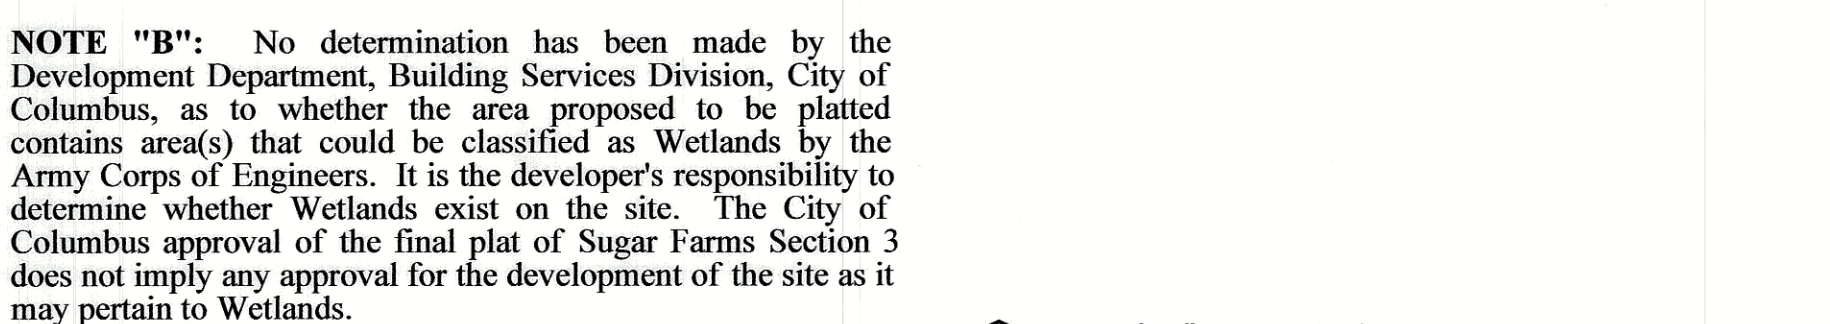 NOTE "B": No determination has been made by the
Development Department, Building Services Division, City of
Columbus, as to whether the area proposed to be platted
contains area(s) that could be classified as Wetlands by the
Army Corps of Engineers. It is the developer's responsibility to
determine whether Wetlands exist on the site. The City of
Columbus approval of the final plat of Sugar Farms Section 3
does not imply any approval for the development of the site as it
may pertain to Wetlands.